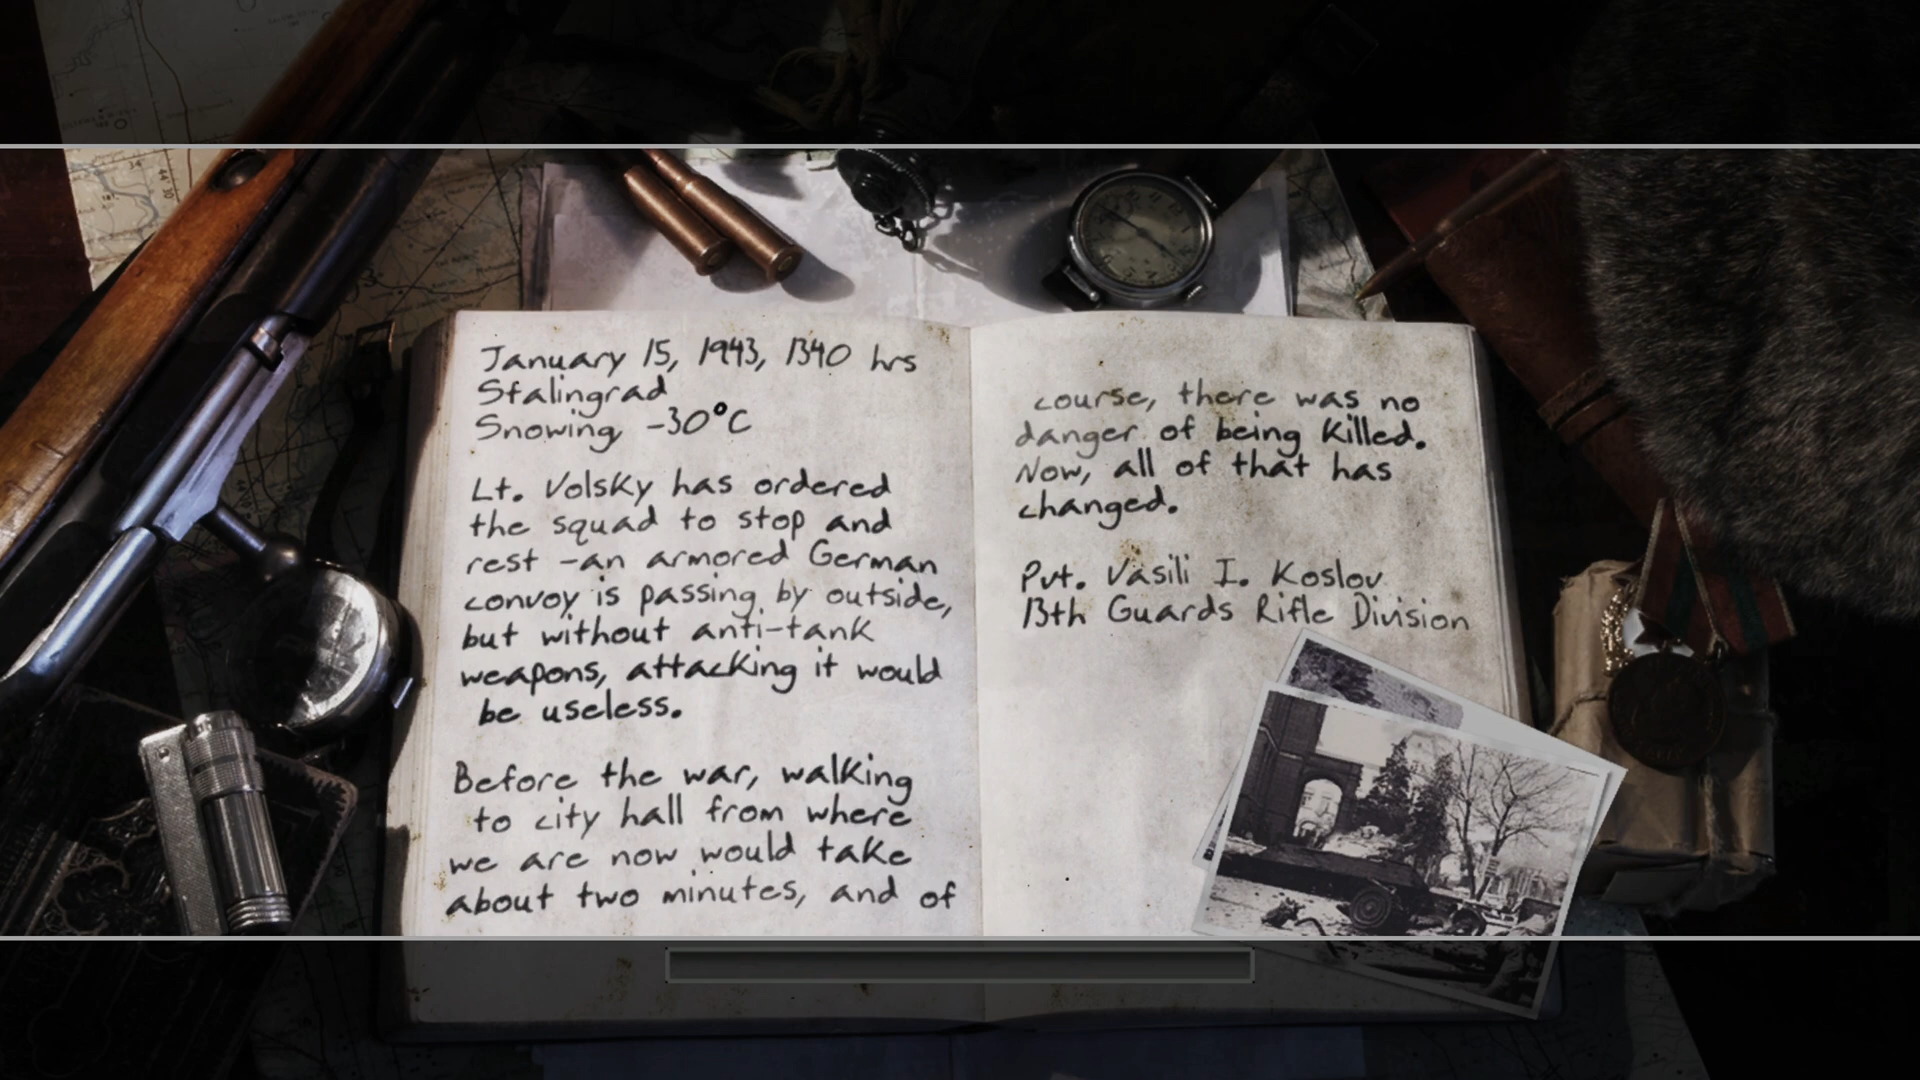 January 15, 1943, 1340 hrs
Stalingrad
Snowing, -30°C
Lt. Volsky has ordered
the squad to stop and
rest -an armored German
convoy is passing by outside,
but without anti-tank
weapons, attacking it would
be useless.
Before the war, walking
to city hall from where
we are now would take
about two minutes, and of
course, there was no
danger of being killed.
Now, all of that has
changed.
Pvt. Vasili I. Koslov
13th Guards Rifle Division